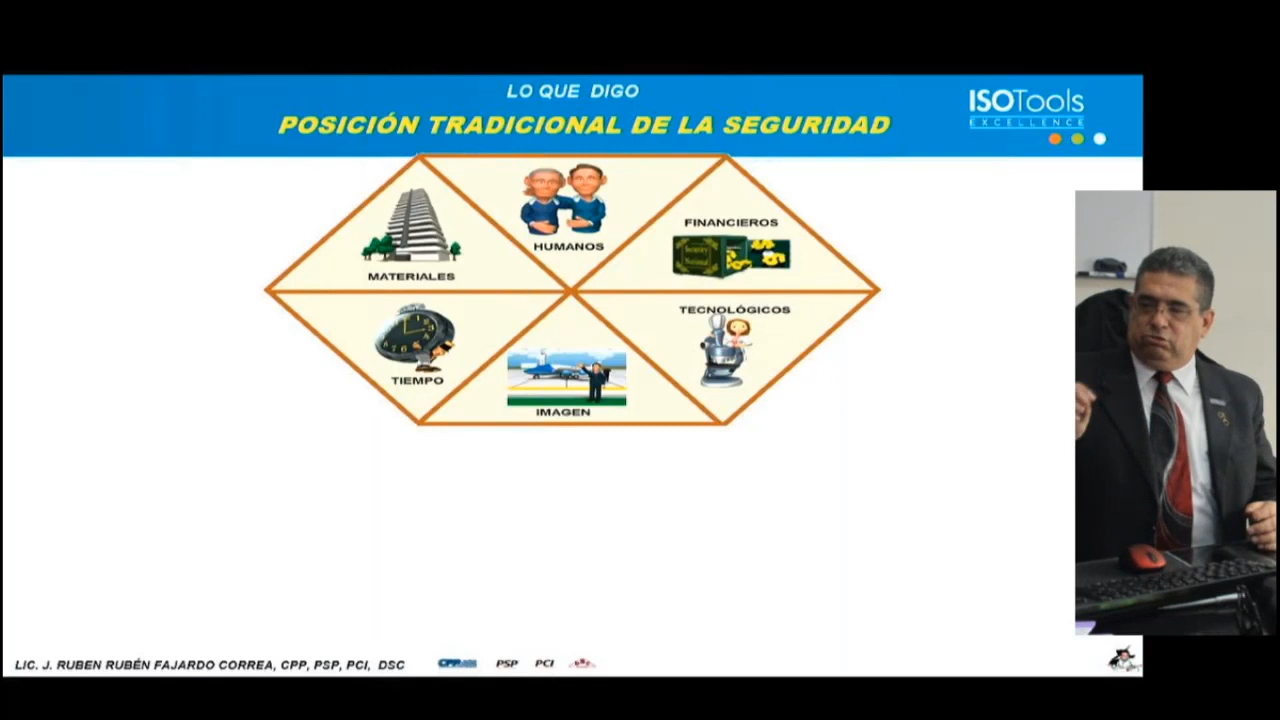 LO QUE DIGO
POSICIÓN TRADICIONAL DE LA SEGURIDAD
ISOTools
EXCELLENCE
HUMANOS
FINANCIEROS
MATERIALES
TECNOLÓGICOS
TIEMPO
IMAGEN
LIC. J. RUBEN RUBÉN FAJARDO CORREA, CPP, PSP, PCI, DSC
CPP
PSP
PCI